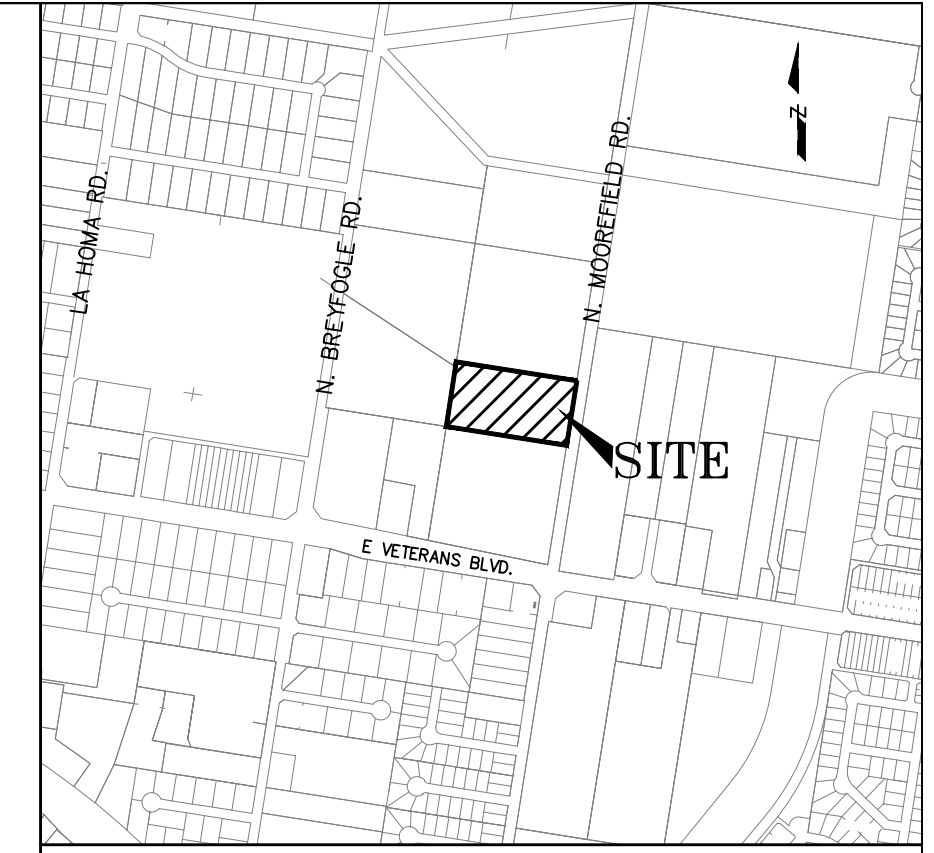 N
N. MOOREFIELD RD.
LA HOMA RD.
N. BREYFOGLE RD.
SITE
E VETERANS BLVD.